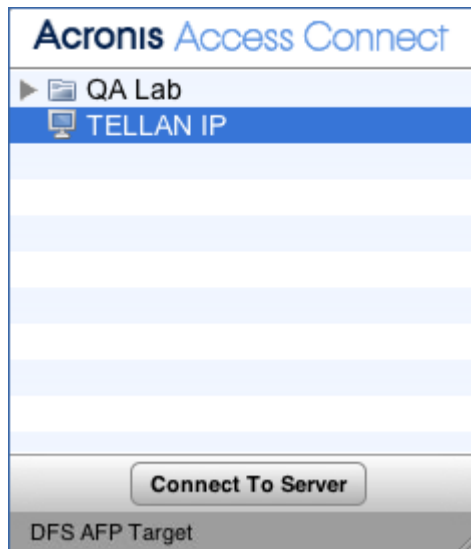 Acronis Access Connect
QA Lab
TELLAN IP
Connect To Server
DFS AFP Target